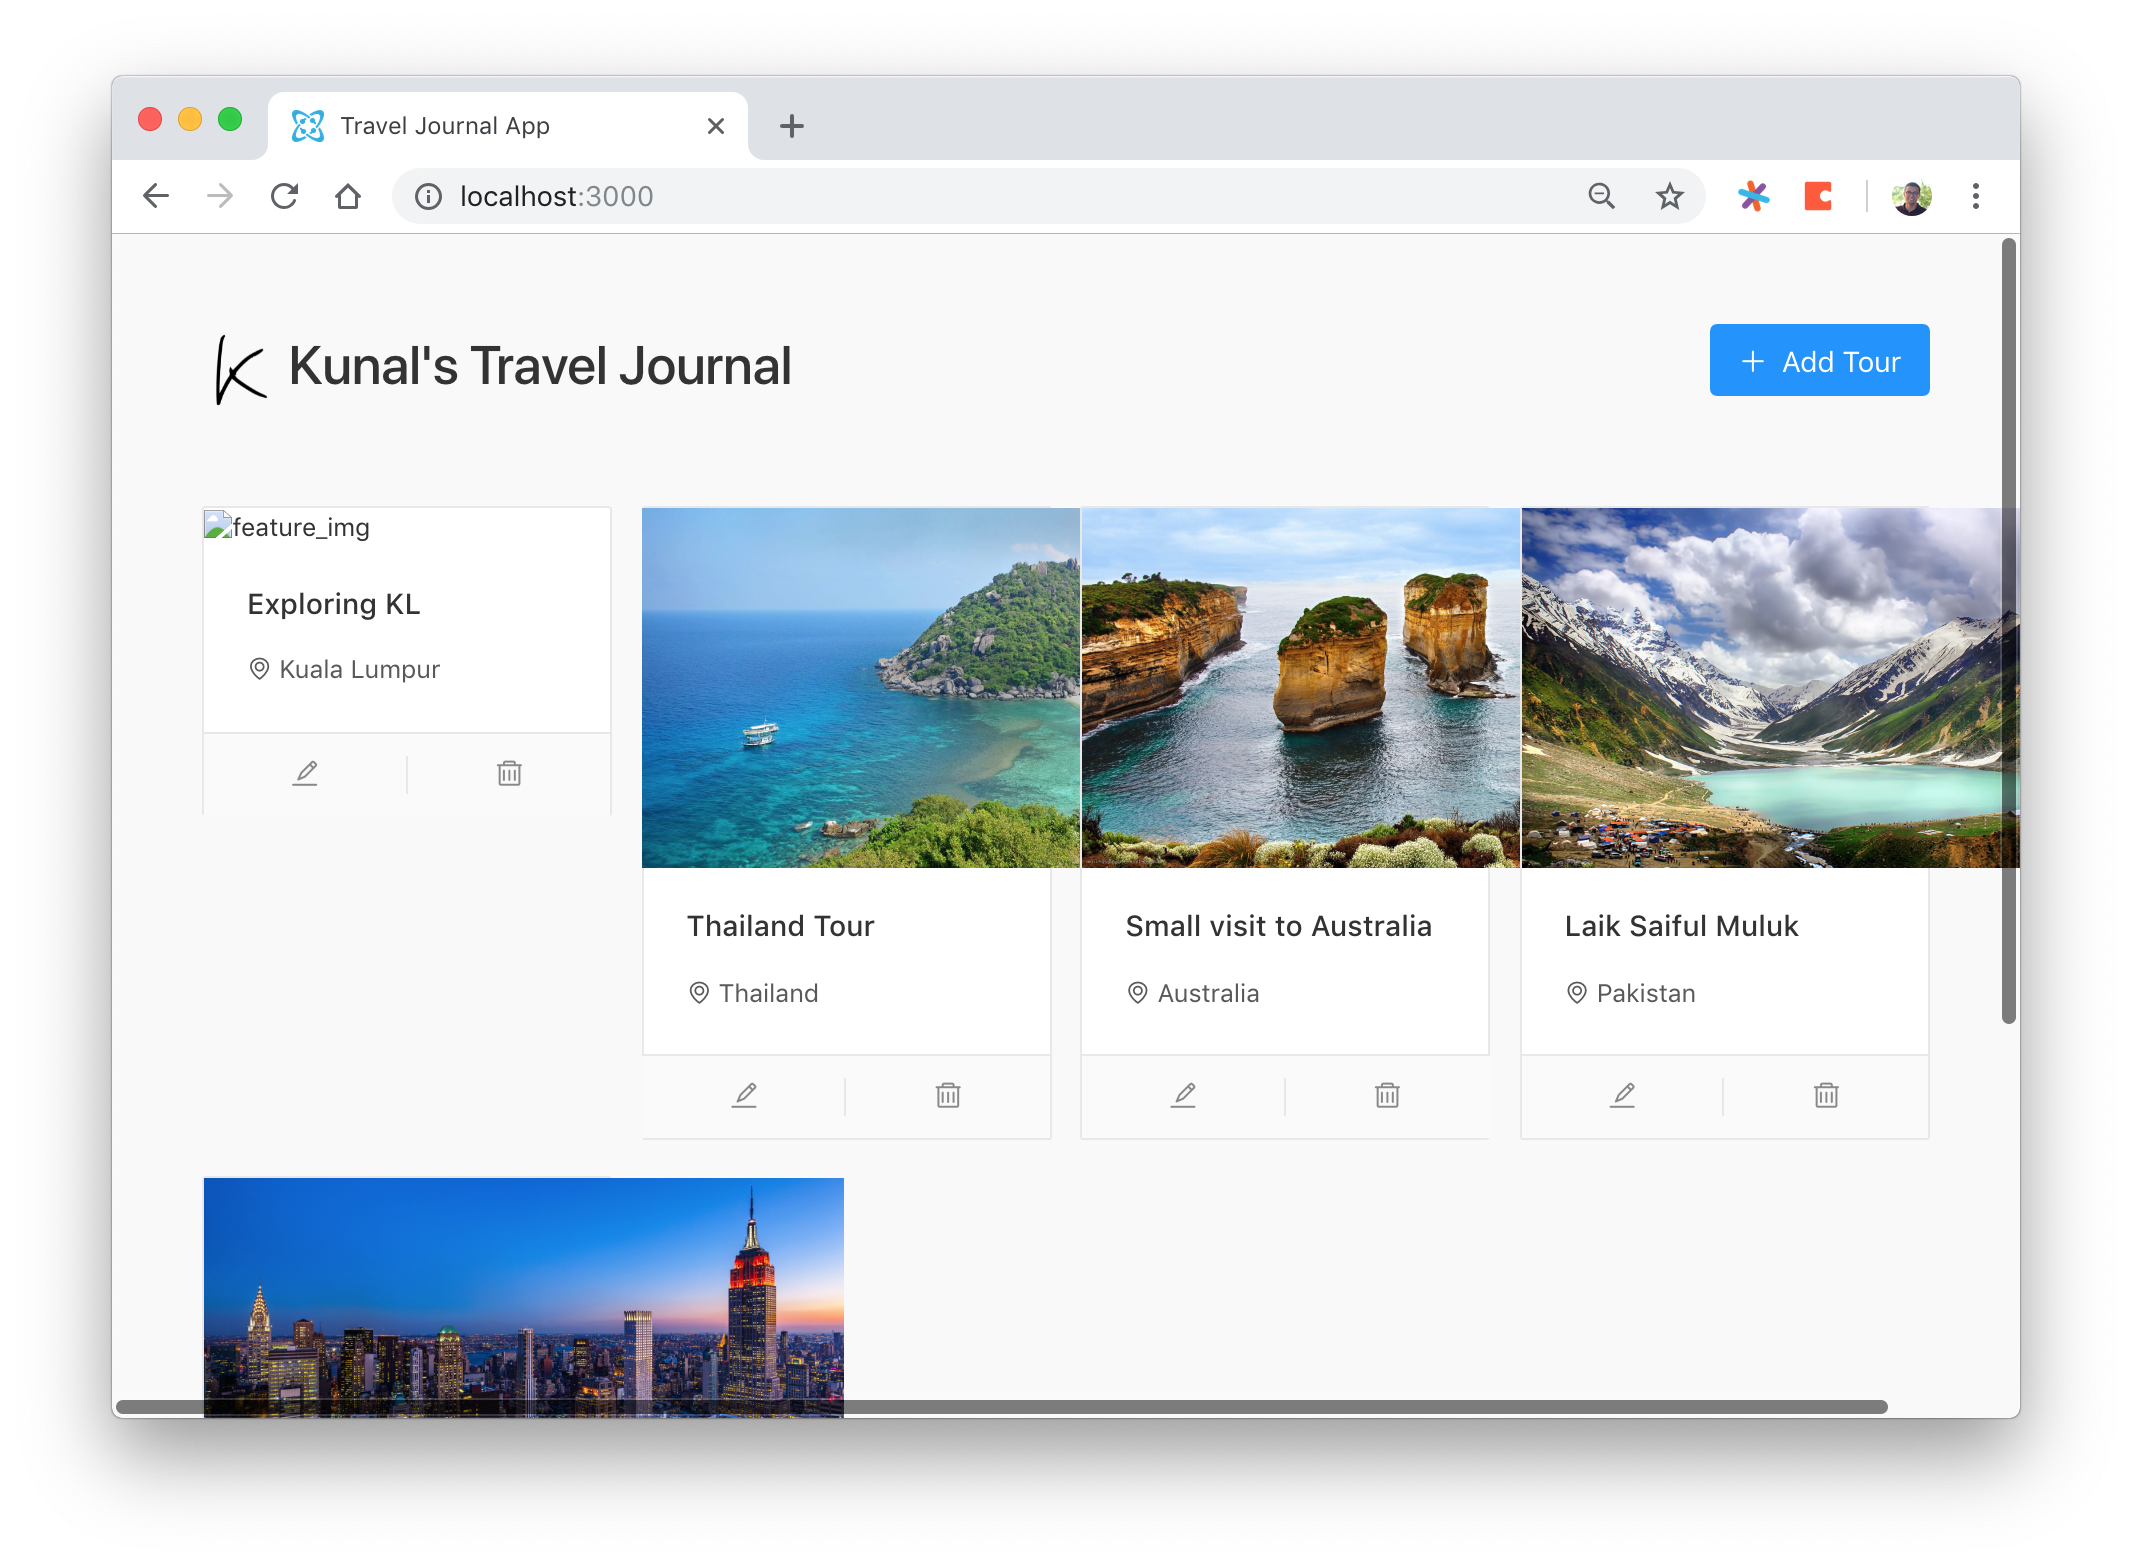 Travel Journal App
localhost:3000
K Kunal's Travel Journal
+ Add Tour
feature_img
Exploring KL
Kuala Lumpur
Thailand Tour
Thailand
Small visit to Australia
Australia
Laik Saiful Muluk
Pakistan